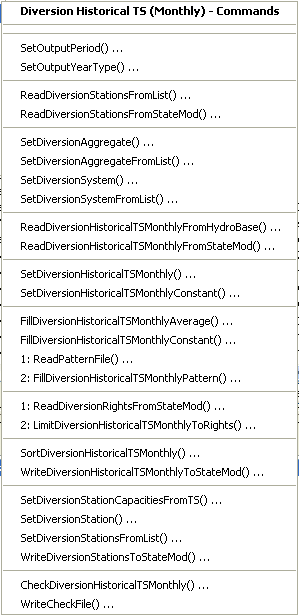 Diversion Historical TS (Monthly) - Commands
SetOutputPeriod() ...
SetOutputYearType() ...
ReadDiversionStationsFromList() ...
ReadDiversionStationsFromStateMod() ...
SetDiversionAggregate() ...
SetDiversionAggregateFromList() ...
SetDiversionSystem() ...
SetDiversionSystemFromList() ...
ReadDiversionHistoricalTSMonthlyFromHydroBase() ...
ReadDiversionHistoricalTSMonthlyFromStateMod() ...
SetDiversionHistoricalTSMonthly() ...
SetDiversionHistoricalTSMonthlyConstant() ...
FillDiversionHistoricalTSMonthlyAverage() ...
FillDiversionHistoricalTSMonthlyConstant() ...
1: ReadPatternFile() ...
2: FillDiversionHistoricalTSMonthlyPattern() ...
1: ReadDiversionRightsFromStateMod() ...
2: LimitDiversionHistoricalTSMonthlyToRights() ...
SortDiversionHistoricalTSMonthly() ...
WriteDiversionHistoricalTSMonthlyToStateMod() ...
SetDiversionStationCapacitiesFromTS() ...
SetDiversionStation() ...
SetDiversionStationsFromList() ...
WriteDiversionStationsToStateMod() ...
CheckDiversionHistoricalTSMonthly() ...
WriteCheckFile() ...